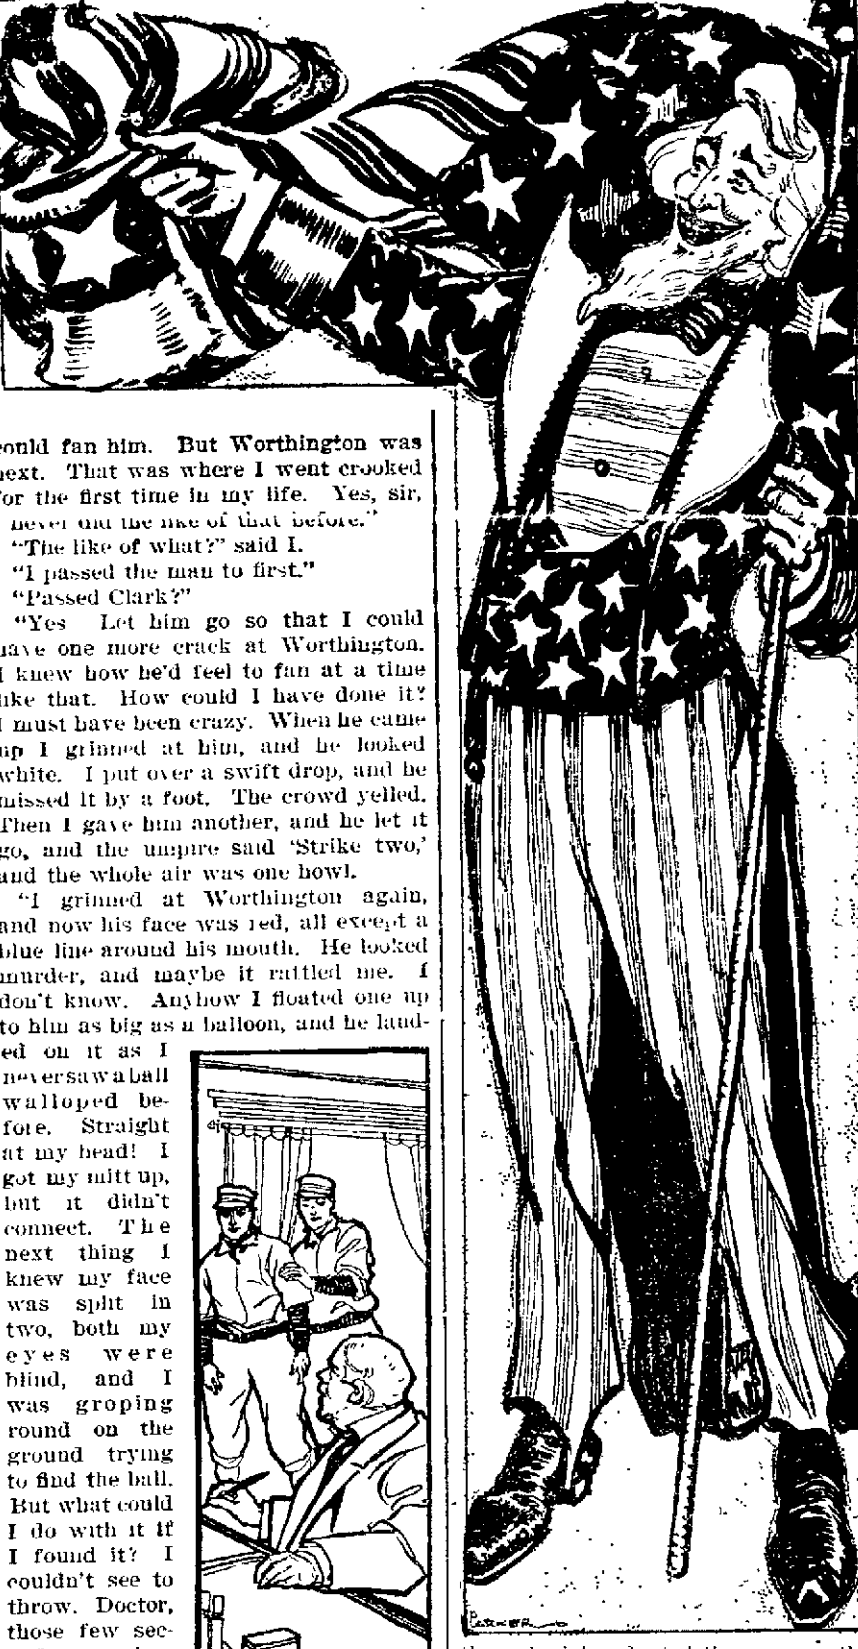 could fan him. But Worthington was
next. That was where I went crooked
for the first time in my life. Yes, sir,
never did the like of that before."
"The like of what?" said I.
"I passed the man to first."
"Passed Clark?"
"Yes Let him go so that I could
have one more crack at Worthington.
I knew how he'd feel to fan at a time
like that. How could I have done it?
I must have been crazy. When he came
up I grinned at him, and he looked
white. I put over a swift drop, and he
missed it by a foot. The crowd yelled.
Then I gave him another, and he let it
go, and the umpire said 'Strike two,'
and the whole air was one howl.
"I grinned at Worthington again,
and now his face was red, all except a
blue line around his mouth. He looked
murder, and maybe it rattled me. I
don't know. Anyhow I floated one up
to him as big as a balloon, and he land-
ed on it as I
never saw a ball
walloped be-
fore. Straight
at my head! I
got my mitt up,
but it didn't
connect. The
next thing I
knew my face
was split in
two, both my
eyes were
blind, and I
was groping
round on the
ground trying
to find the ball.
But what could
I do with it if
I found it? I
couldn't see to
throw. Doctor,
those few sec-